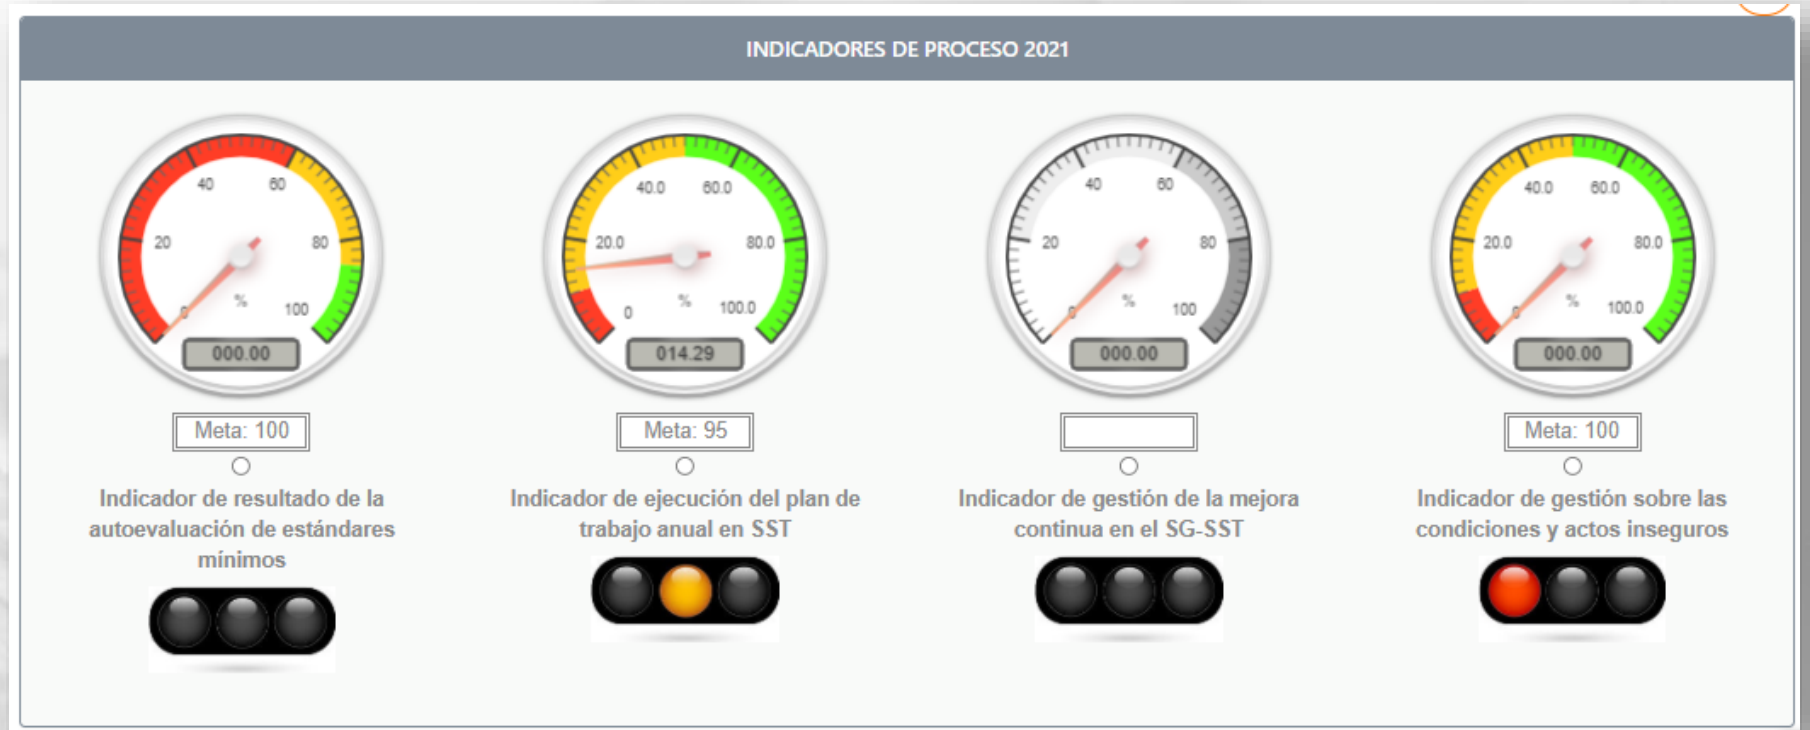 INDICADORES DE PROCESO 2021
0 20 40 60 80 100
%
000.00
Meta: 100
Indicador de resultado de la
autoevaluación de estándares
mínimos
0 20.0 40.0 60.0 80.0 100.0
%
014.29
Meta: 95
Indicador de ejecución del plan de
trabajo anual en SST
0 20 40 60 80 100
%
000.00
Indicador de gestión de la mejora
continua en el SG-SST
0 20.0 40.0 60.0 80.0 100.0
%
000.00
Meta: 100
Indicador de gestión sobre las
condiciones y actos inseguros